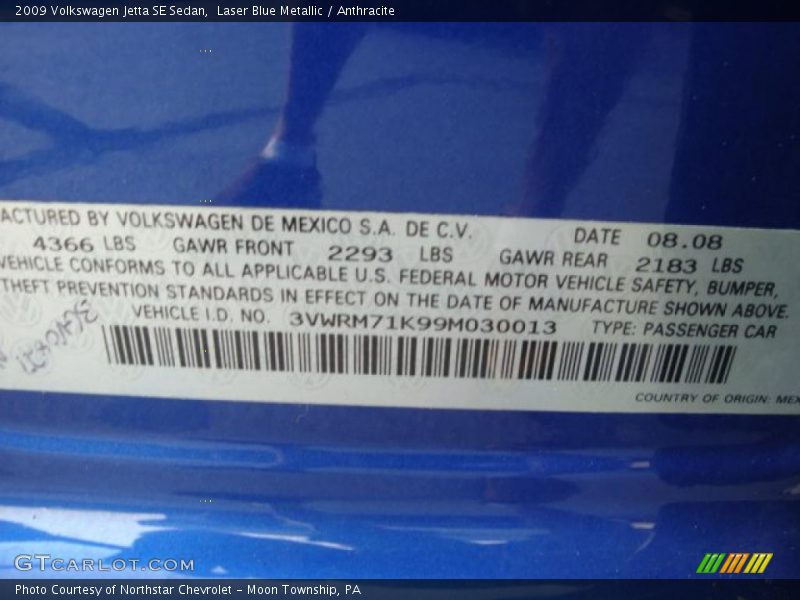 2009 Volkswagen Jetta SE Sedan,  Laser Blue Metallic / Anthracite
ACTURED BY VOLKSWAGEN DE MEXICO S.A. DE C.V. DATE 08.08
4366 LBS GAWR FRONT 2293 LBS GAWR REAR 2183 LBS
VEHICLE CONFORMS TO ALL APPLICABLE U.S. FEDERAL MOTOR VEHICLE SAFETY, BUMPER,
THEFT PREVENTION STANDARDS IN EFFECT ON THE DATE OF MANUFACTURE SHOWN ABOVE.
VEHICLE I.D. NO. 3VWRM71K99M030013 TYPE: PASSENGER CAR
COUNTRY OF ORIGIN: MEX
GTCARLOT.COM
Photo Courtesy of Northstar Chevrolet - Moon Township, PA